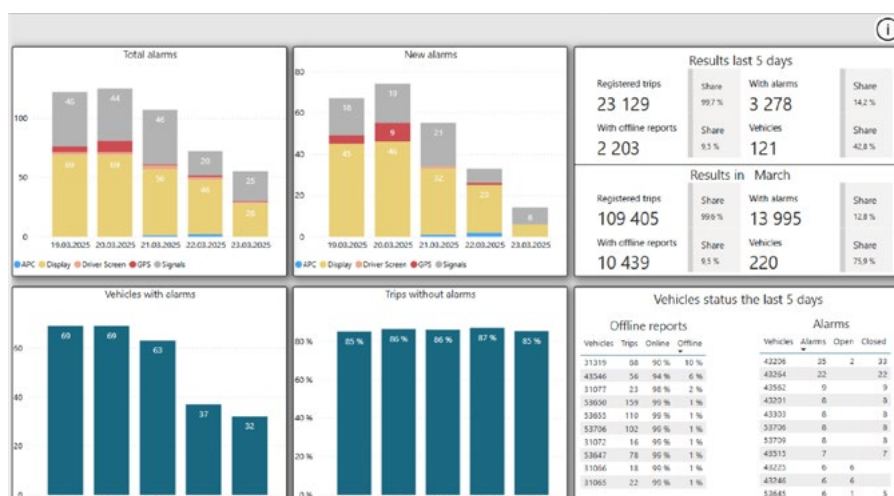 Total alarms
100
50
0
45
44
46
20
25
69
69
56
46
28
19.03.2025 20.03.2025 21.03.2025 22.03.2025 23.03.2025
APC Display Driver Screen GPS Signals
New alarms
80
60
40
20
0
18
19
21
9
45
46
32
23
8
19.03.2025 20.03.2025 21.03.2025 22.03.2025 23.03.2025
APC Display Driver Screen GPS Signals
i
Results last 5 days
Registered trips Share With alarms Share
23 129 99,7 % 3 278 14,2 %
With offline reports Share Vehicles Share
2 203 9,5 % 121 42,8 %
Results in March
Registered trips Share With alarms Share
109 405 99,6 % 13 995 12,8 %
With offline reports Share Vehicles Share
10 439 9,5 % 220 75,9 %
Vehicles with alarms
60
40
20
0
69 69 63 37 32
Trips without alarms
80 %
60 %
40 %
20 %
85 % 86 % 86 % 87 % 85 %
Vehicles status the last 5 days
Offline reports
Vehicles Trips Online Offline
31319 88 90 % 10 %
43546 56 94 % 6 %
31077 23 98 % 2 %
53650 159 99 % 1 %
53655 110 99 % 1 %
53706 102 99 % 1 %
31072 16 99 % 1 %
53647 78 99 % 1 %
31066 18 99 % 1 %
31065 22 99 % 1 %
Alarms
Vehicles Alarms Open Closed
43206 35 2 33
43264 22 22
43562 9 9
43201 8 8
43303 8 8
53706 8 8
53709 8 8
43515 7 7
43225 6 6
43246 6 6
53645 6 1 5